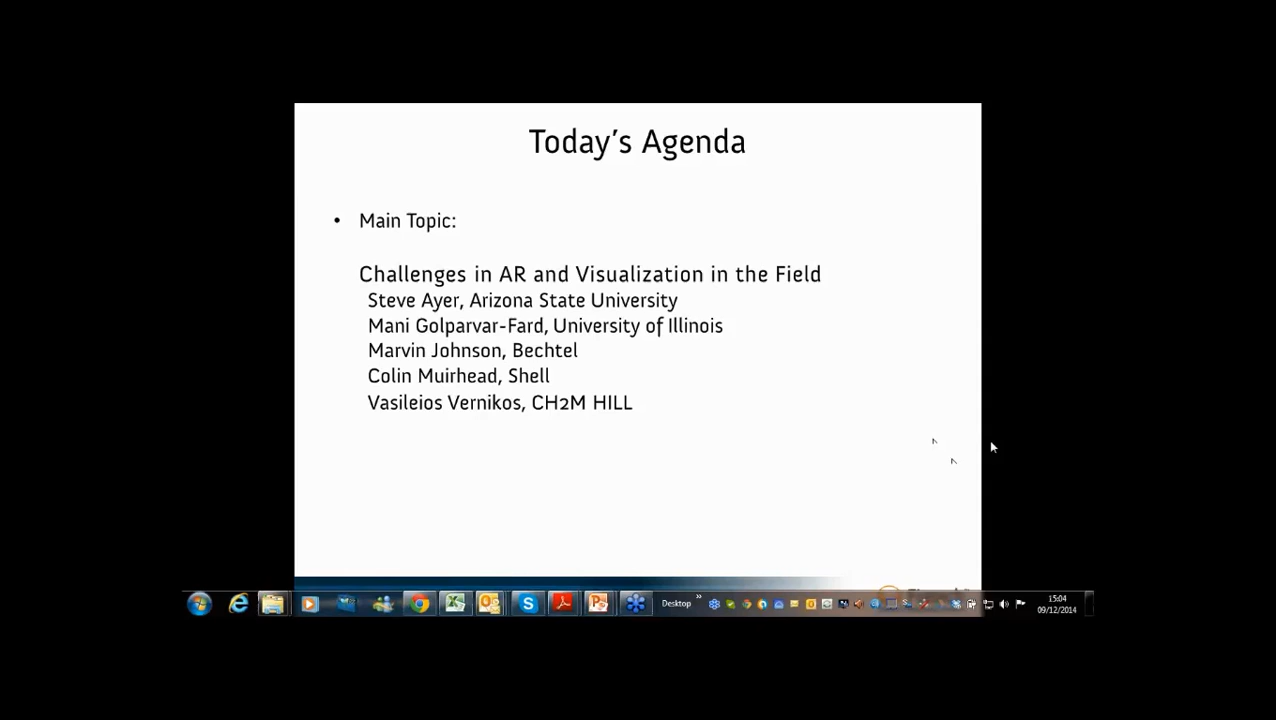 Today's Agenda
• Main Topic:
Challenges in AR and Visualization in the Field
Steve Ayer, Arizona State University
Mani Golparvar-Fard, University of Illinois
Marvin Johnson, Bechtel
Colin Muirhead, Shell
Vasileios Vernikos, CH2M HILL
Desktop
15:04
09/12/2014